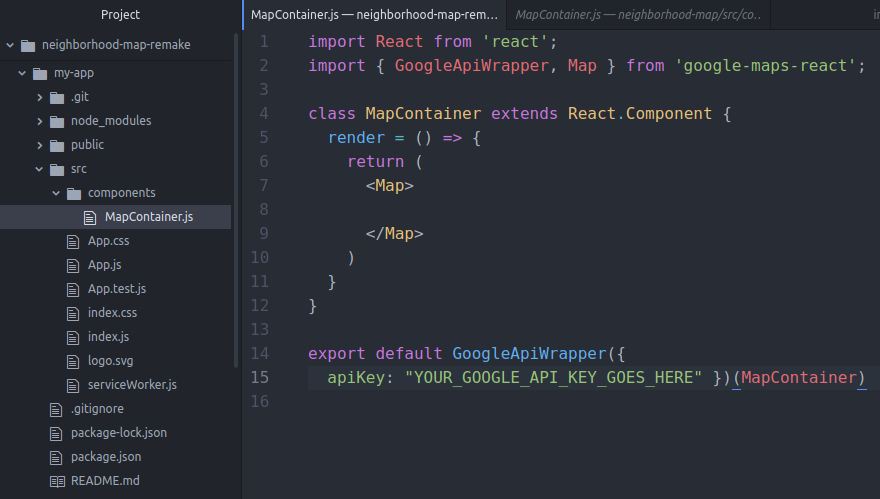 Project
neighborhood-map-remake
my-app
.git
node_modules
public
src
components
MapContainer.js
App.css
App.js
App.test.js
index.css
index.js
logo.svg
serviceWorker.js
.gitignore
package-lock.json
package.json
README.md
MapContainer.js — neighborhood-map-rem...
MapContainer.js — neighborhood-map/src/co..
in
1 import React from 'react';
2 import { GoogleApiWrapper, Map } from 'google-maps-react';
3
4 class MapContainer extends React.Component {
5 render = () => {
6 return (
7 <Map>
8
9 </Map>
10 )
11 }
12 }
13
14 export default GoogleApiWrapper({
15 apiKey: "YOUR_GOOGLE_API_KEY_GOES_HERE" })(MapContainer)
16